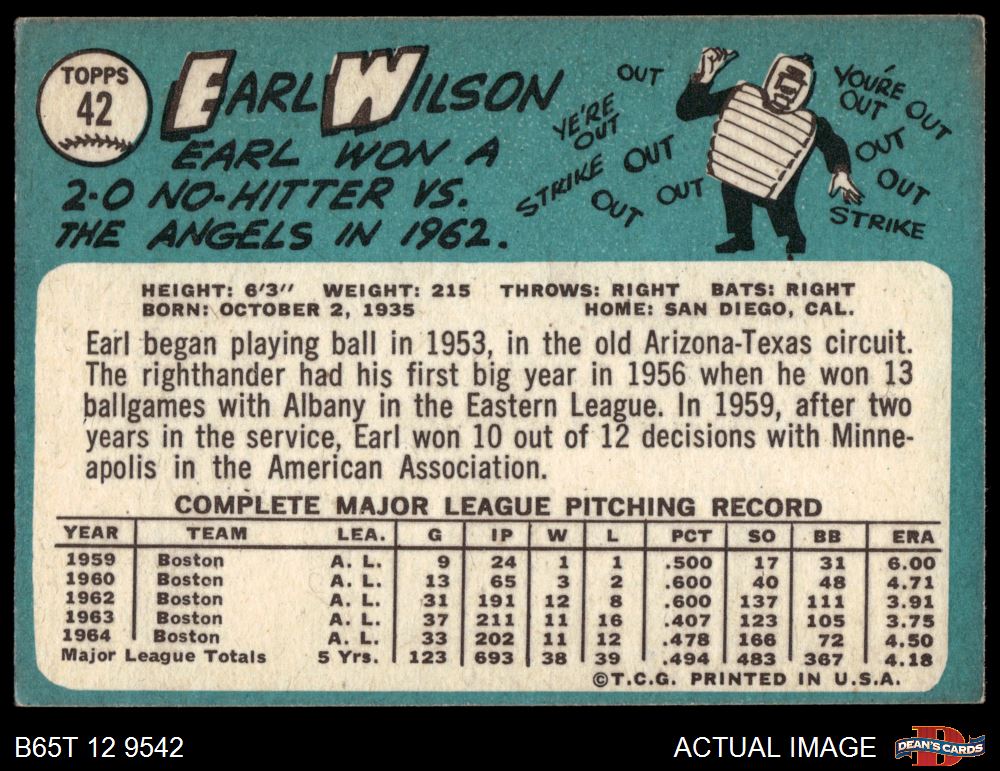 TOPPS
42
EARL WILSON
EARL WON A
2-0 NO-HITTER VS.
THE ANGELS IN 1962.
OUT
YE'RE
OUT
STRIKE
OUT
OUT
OUT
YOU'RE
OUT
OUT
OUT
OUT
STRIKE
HEIGHT: 6'3" WEIGHT: 215 THROWS: RIGHT BATS: RIGHT
BORN: OCTOBER 2, 1935 HOME: SAN DIEGO, CAL.
Earl began playing ball in 1953, in the old Arizona-Texas circuit.
The righthander had his first big year in 1956 when he won 13
ballgames with Albany in the Eastern League. In 1959, after two
years in the service, Earl won 10 out of 12 decisions with Minne-
apolis in the American Association.
COMPLETE MAJOR LEAGUE PITCHING RECORD
YEAR TEAM LEA. G IP W L PCT SO BB ERA
1959 Boston A. L. 9 24 1 1 .500 17 31 6.00
1960 Boston A. L. 13 65 3 2 .600 40 48 4.71
1962 Boston A. L. 31 191 12 8 .600 137 111 3.91
1963 Boston A. L. 37 211 11 16 .407 123 105 3.75
1964 Boston A. L. 33 202 11 12 .478 166 72 4.50
Major League Totals 5 Yrs. 123 693 38 39 .494 483 367 4.18
©T.C.G. PRINTED IN U.S.A.
B65T 12 9542
ACTUAL IMAGE
D
DEAN'S CARDS